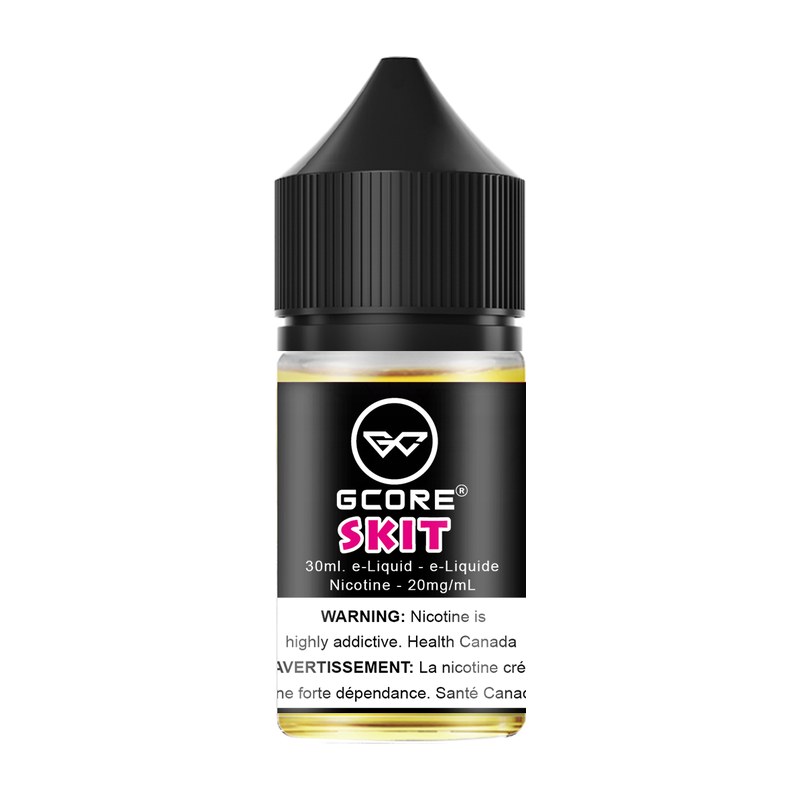 GC
GCORE®
SKIT
30ml. e-Liquid - e-Liquide
Nicotine - 20mg/mL
WARNING: Nicotine is
highly addictive. Health Canada
AVERTISSEMENT: La nicotine cré
ne forte dépendance. Santé Canad